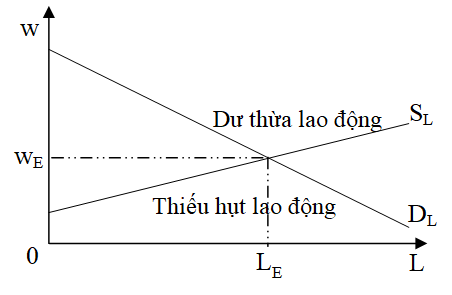 w
Dư thừa lao động
S_L
w_E
Thiếu hụt lao động
D_L
0
L_E
L